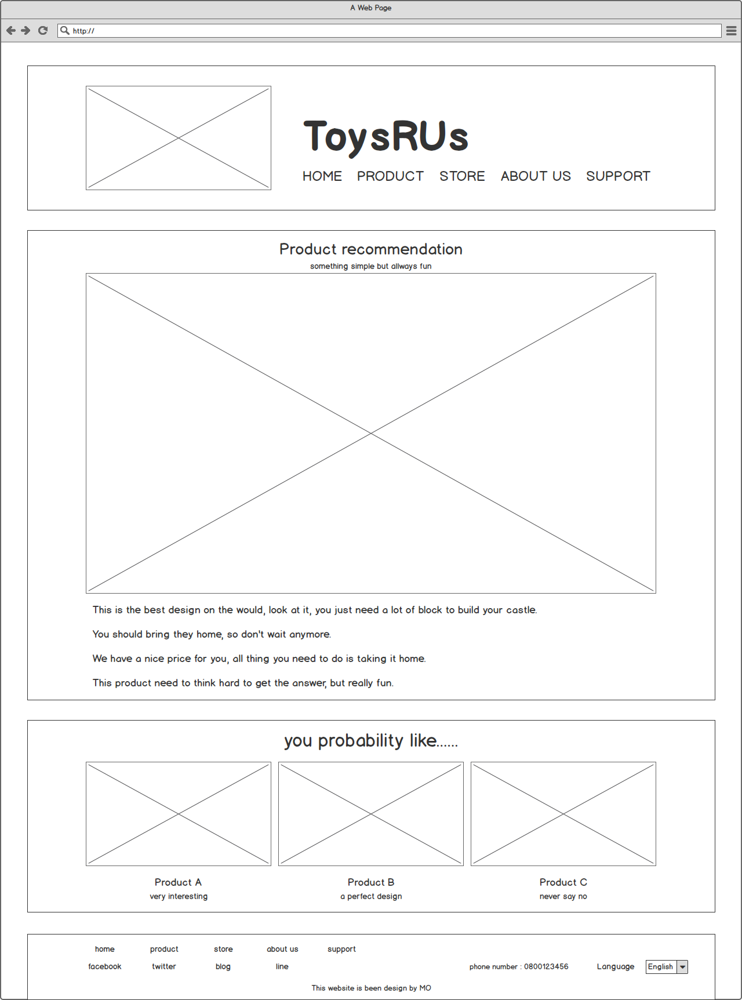 A Web Page
http://
ToysRUs
HOME PRODUCT STORE ABOUT US SUPPORT
Product recommendation
something simple but allways fun
This is the best design on the would, look at it, you just need a lot of block to build your castle.
You should bring they home, so don't wait anymore.
We have a nice price for you, all thing you need to do is taking it home.
This product need to think hard to get the answer, but really fun.
you probability like......
Product A Product B Product C
very interesting a perfect design never say no
home product store about us support
facebook twitter blog line phone number : 0800123456 Language English
This website is been design by MO